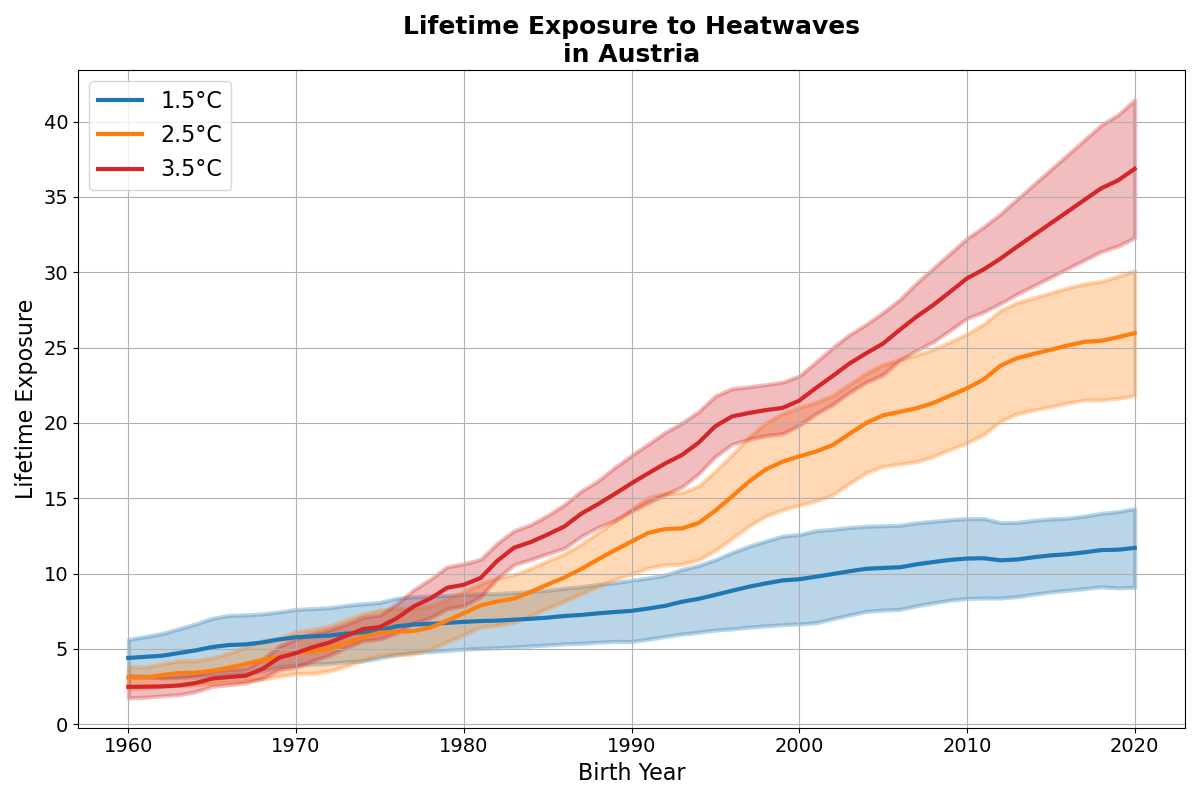 Lifetime Exposure to Heatwaves
in Austria
1.5°C
2.5°C
3.5°C
Lifetime Exposure
40
35
30
25
20
15
10
5
0
1960 1970 1980 1990 2000 2010 2020
Birth Year